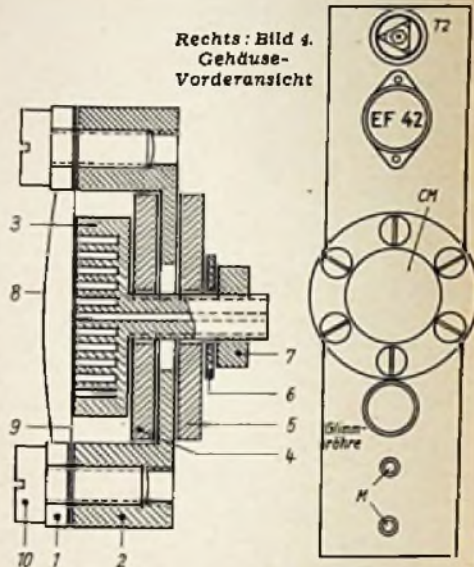 Rechts: Bild 4.
Gehäuse-
Vorderansicht
T2
EF 42
CM
3
8
7
6
5
9
4
Glimm-
röhre
M
10 1 2